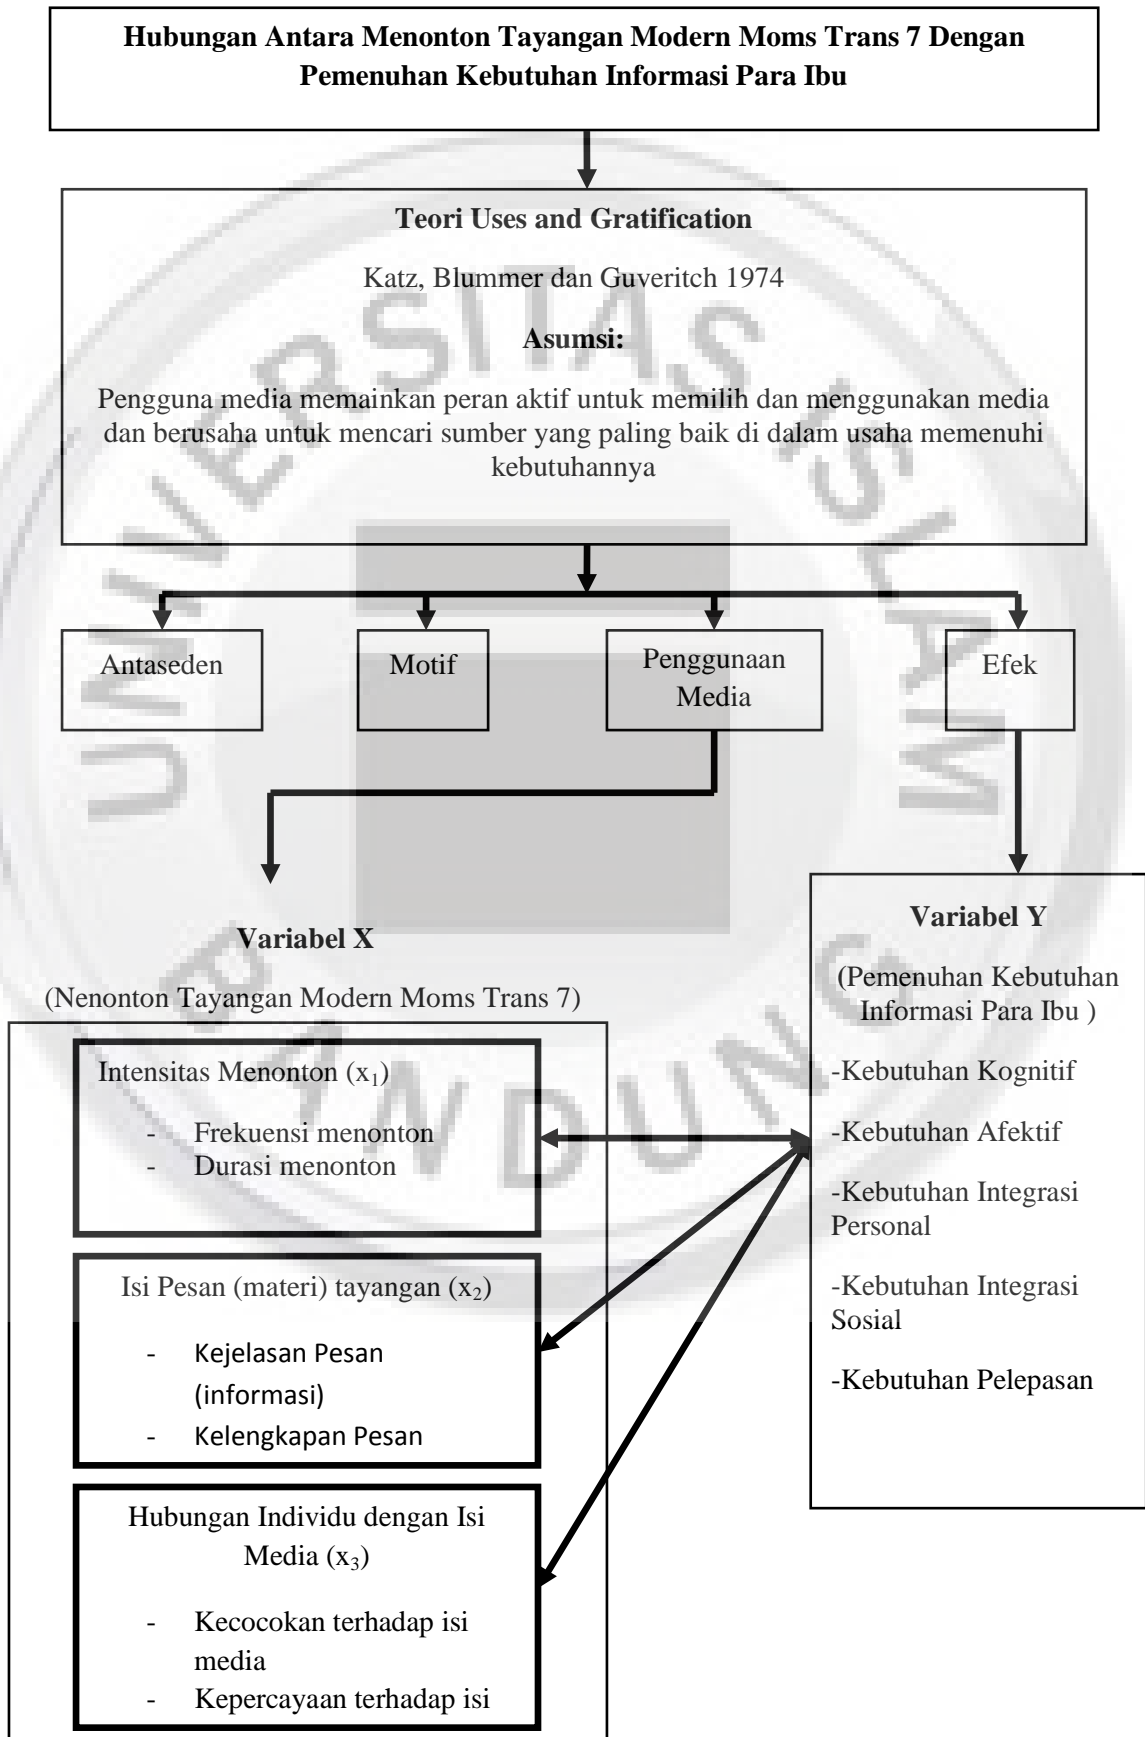 Hubungan Antara Menonton Tayangan Modern Moms Trans 7 Dengan
Pemenuhan Kebutuhan Informasi Para Ibu
Teori Uses and Gratification
Katz, Blummer dan Guveritch 1974
Asumsi:
Pengguna media memainkan peran aktif untuk memilih dan menggunakan media
dan berusaha untuk mencari sumber yang paling baik di dalam usaha memenuhi
kebutuhannya
Antaseden
Motif
Penggunaan
Media
Efek
Variabel X
(Nenonton Tayangan Modern Moms Trans 7)
Intensitas Menonton (x₁)
- Frekuensi menonton
- Durasi menonton
Isi Pesan (materi) tayangan (x₂)
- Kejelasan Pesan
(informasi)
- Kelengkapan Pesan
Hubungan Individu dengan Isi
Media (x₃)
- Kecocokan terhadap isi
media
- Kepercayaan terhadap isi
Variabel Y
(Pemenuhan Kebutuhan
Informasi Para Ibu )
-Kebutuhan Kognitif
-Kebutuhan Afektif
-Kebutuhan Integrasi
Personal
-Kebutuhan Integrasi
Sosial
-Kebutuhan Pelepasan
UNIVERSITAS ISLAM
BANDUNG